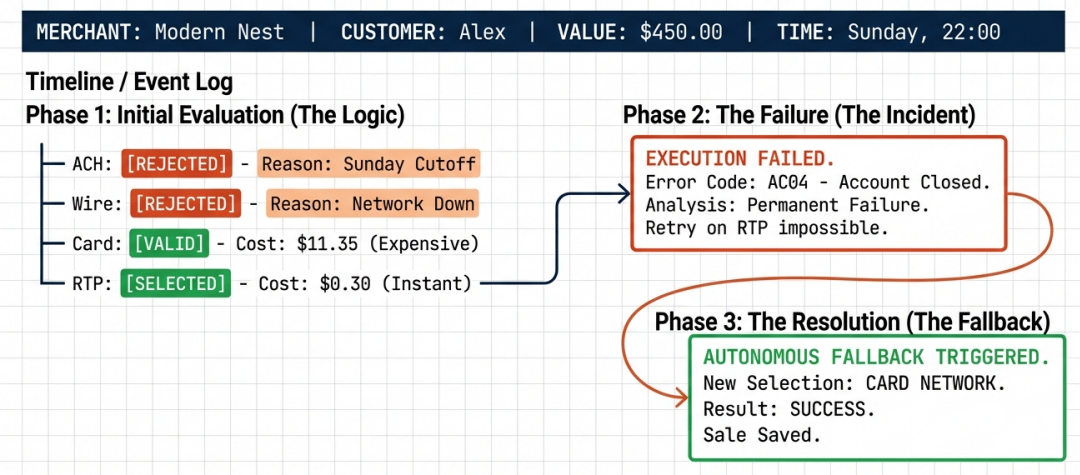 MERCHANT: Modern Nest | CUSTOMER: Alex | VALUE: $450.00 | TIME: Sunday, 22:00
Timeline / Event Log
Phase 1: Initial Evaluation (The Logic)
ACH: [REJECTED] - Reason: Sunday Cutoff
Wire: [REJECTED] - Reason: Network Down
Card: [VALID] - Cost: $11.35 (Expensive)
RTP: [SELECTED] - Cost: $0.30 (Instant)
Phase 2: The Failure (The Incident)
EXECUTION FAILED.
Error Code: AC04 - Account Closed.
Analysis: Permanent Failure.
Retry on RTP impossible.
Phase 3: The Resolution (The Fallback)
AUTONOMOUS FALLBACK TRIGGERED.
New Selection: CARD NETWORK.
Result: SUCCESS.
Sale Saved.